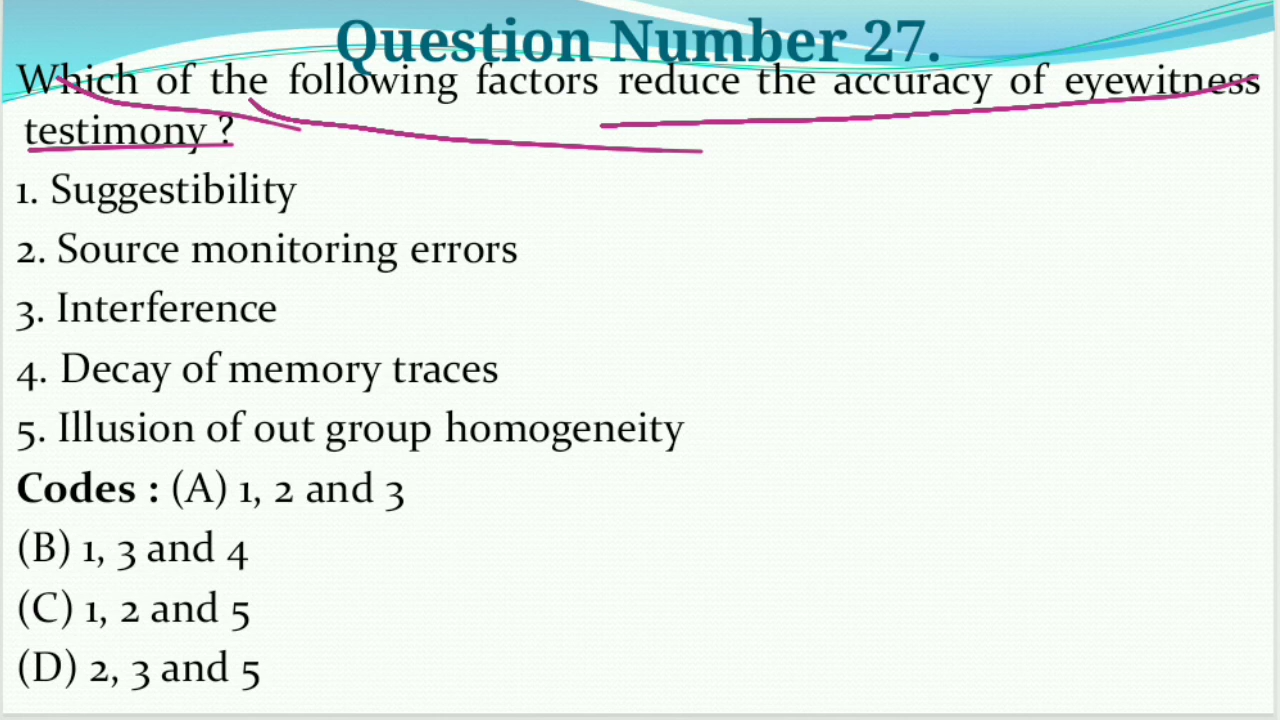 Question Number 27.
Which of the following factors reduce the accuracy of eyewitness
testimony ?
1. Suggestibility
2. Source monitoring errors
3. Interference
4. Decay of memory traces
5. Illusion of out group homogeneity
Codes : (A) 1, 2 and 3
(B) 1, 3 and 4
(C) 1, 2 and 5
(D) 2, 3 and 5